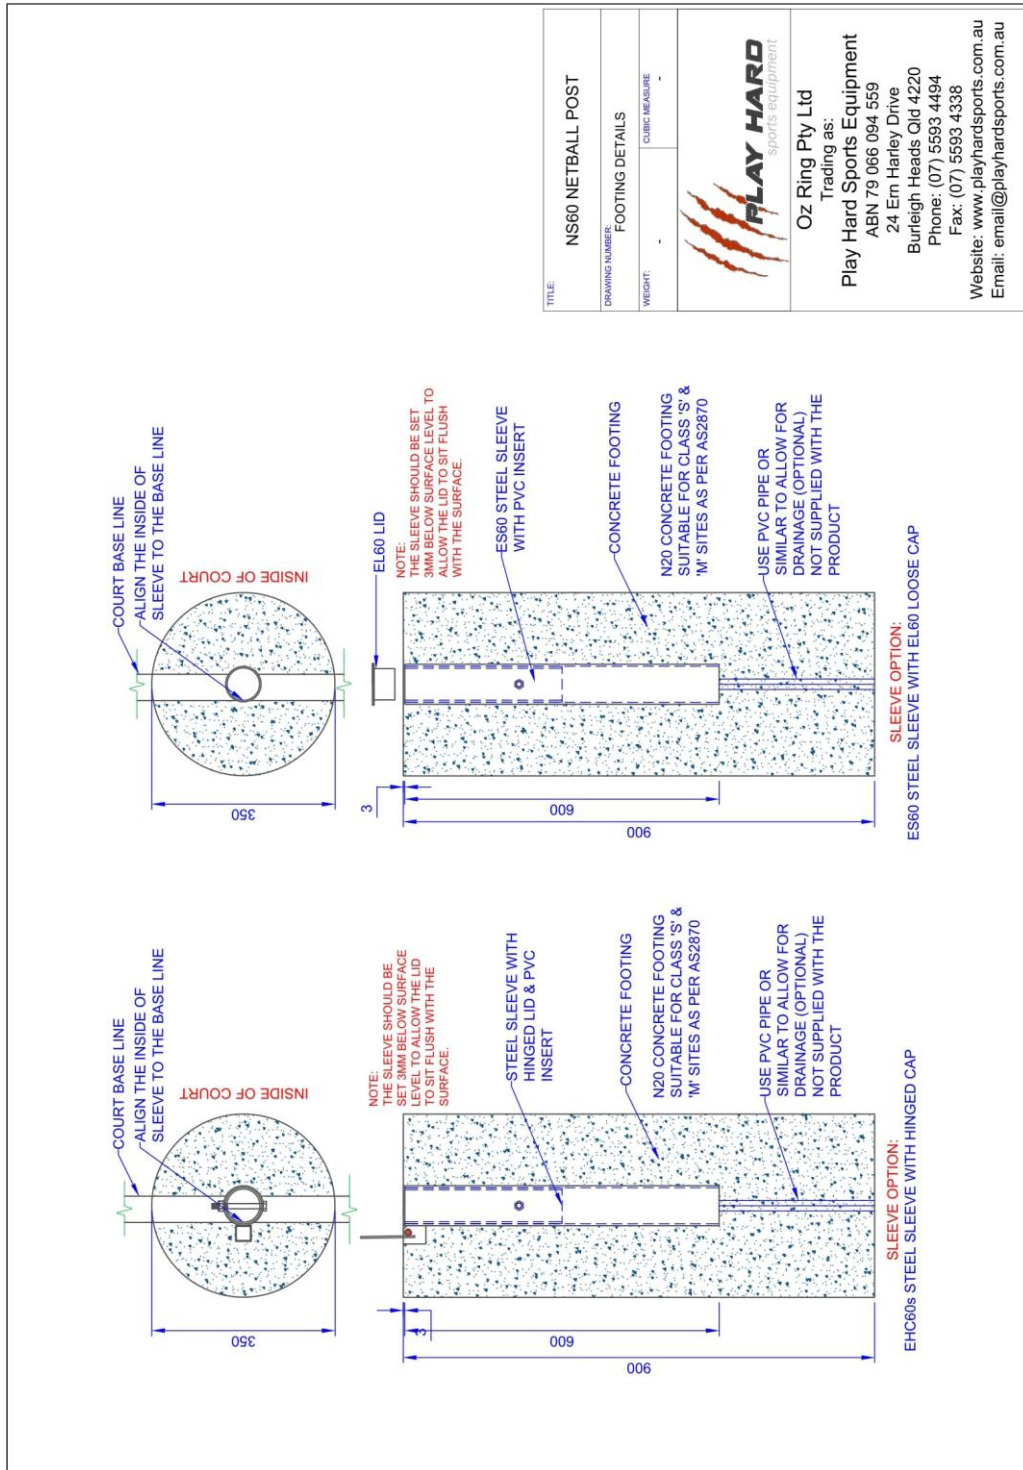 COURT BASE LINE
ALIGN THE INSIDE OF
SLEEVE TO THE BASE LINE
INSIDE OF COURT
350
NOTE:
THE SLEEVE SHOULD BE
SET 3MM BELOW SURFACE
LEVEL TO ALLOW THE LID
TO SIT FLUSH WITH THE
SURFACE.
STEEL SLEEVE WITH
HINGED LID & PVC
INSERT
CONCRETE FOOTING
N20 CONCRETE FOOTING
SUITABLE FOR CLASS 'S' &
'M' SITES AS PER AS2870
USE PVC PIPE OR
SIMILAR TO ALLOW FOR
DRAINAGE (OPTIONAL)
NOT SUPPLIED WITH THE
PRODUCT
3
600
900
SLEEVE OPTION:
EHC60s STEEL SLEEVE WITH HINGED CAP
COURT BASE LINE
ALIGN THE INSIDE OF
SLEEVE TO THE BASE LINE
INSIDE OF COURT
350
EL60 LID
NOTE:
THE SLEEVE SHOULD BE SET
3MM BELOW SURFACE LEVEL TO
ALLOW THE LID TO SIT FLUSH
WITH THE SURFACE.
ES60 STEEL SLEEVE
WITH PVC INSERT
CONCRETE FOOTING
N20 CONCRETE FOOTING
SUITABLE FOR CLASS 'S' &
'M' SITES AS PER AS2870
USE PVC PIPE OR
SIMILAR TO ALLOW FOR
DRAINAGE (OPTIONAL)
NOT SUPPLIED WITH THE
PRODUCT
3
600
900
SLEEVE OPTION:
ES60 STEEL SLEEVE WITH EL60 LOOSE CAP
TITLE:
NS60 NETBALL POST
DRAWING NUMBER:
FOOTING DETAILS
WEIGHT: -
CUBIC MEASURE -
PLAY HARD
sports equipment
Oz Ring Pty Ltd
Trading as:
Play Hard Sports Equipment
ABN 79 066 094 559
24 Ern Harley Drive
Burleigh Heads Qld 4220
Phone: (07) 5593 4494
Fax: (07) 5593 4338
Website: www.playhardsports.com.au
Email: email@playhardsports.com.au